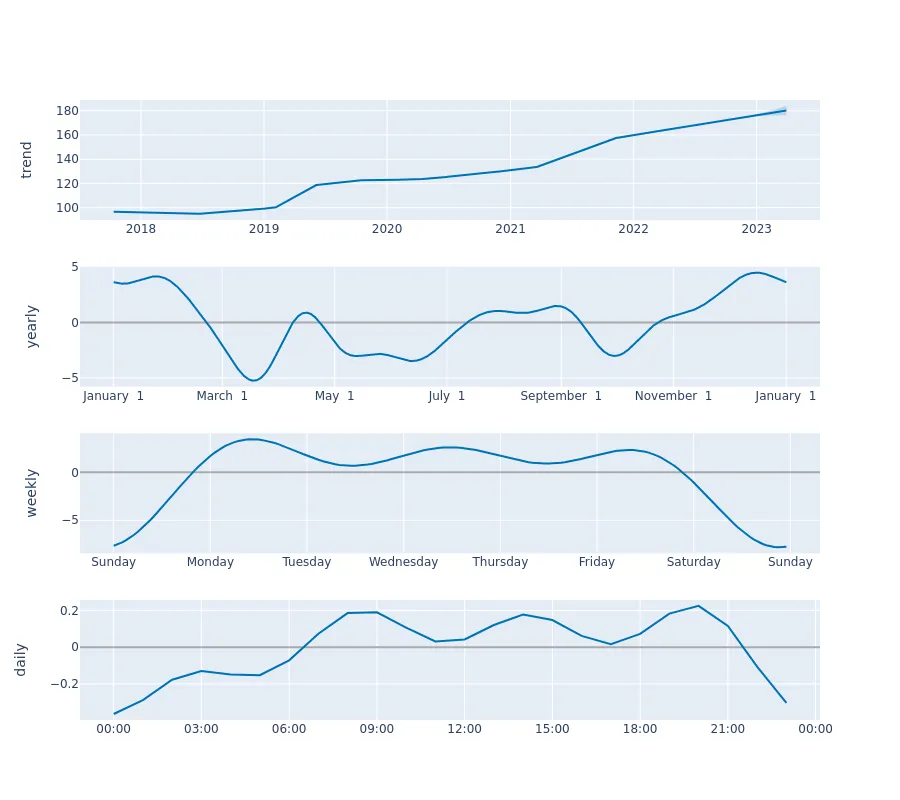 trend
180
160
140
120
100
2018 2019 2020 2021 2022 2023
yearly
5
0
−5
January 1 March 1 May 1 July 1 September 1 November 1 January 1
weekly
0
−5
Sunday Monday Tuesday Wednesday Thursday Friday Saturday Sunday
daily
0.2
0
−0.2
00:00 03:00 06:00 09:00 12:00 15:00 18:00 21:00 00:00